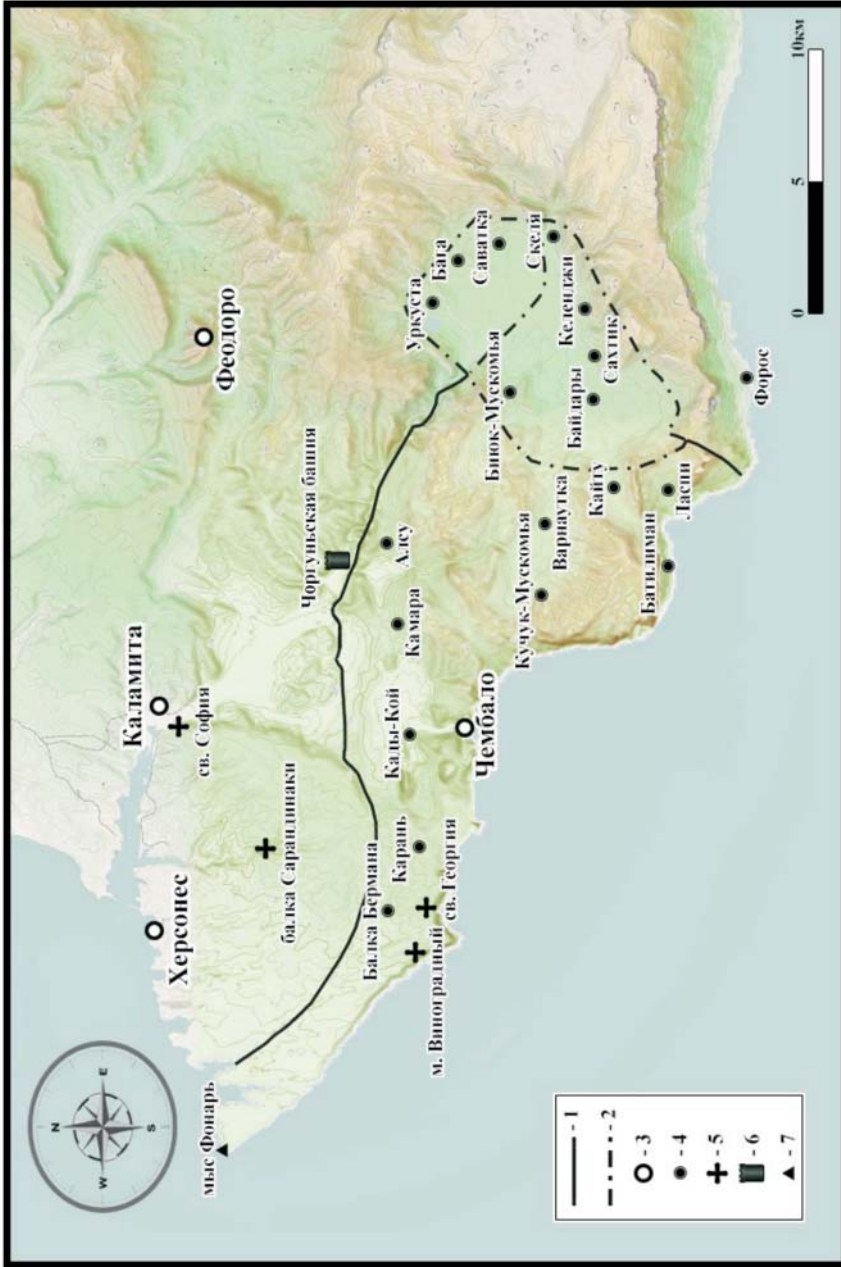 N
W
E
S
Каламита
Херсонес
св. София
мыс Фонарь
Феодоро
балка Сарандинаки
Чоргуньская башня
Балка Бермана
Карань
Камара
Алсу
Уркуста
Кады-Кой
м. Виноградный
Бага
св. Георгия
Саватка
Чембало
Биюк-Мускомья
Кучук-Мускомья
Скеля
Варнаутка
Келенджи
Байдары
Кайту
Сахтик
Батилиман
Ласпи
Форос
0 5 10км
- 1
- 2
- 3
- 4
- 5
- 6
- 7